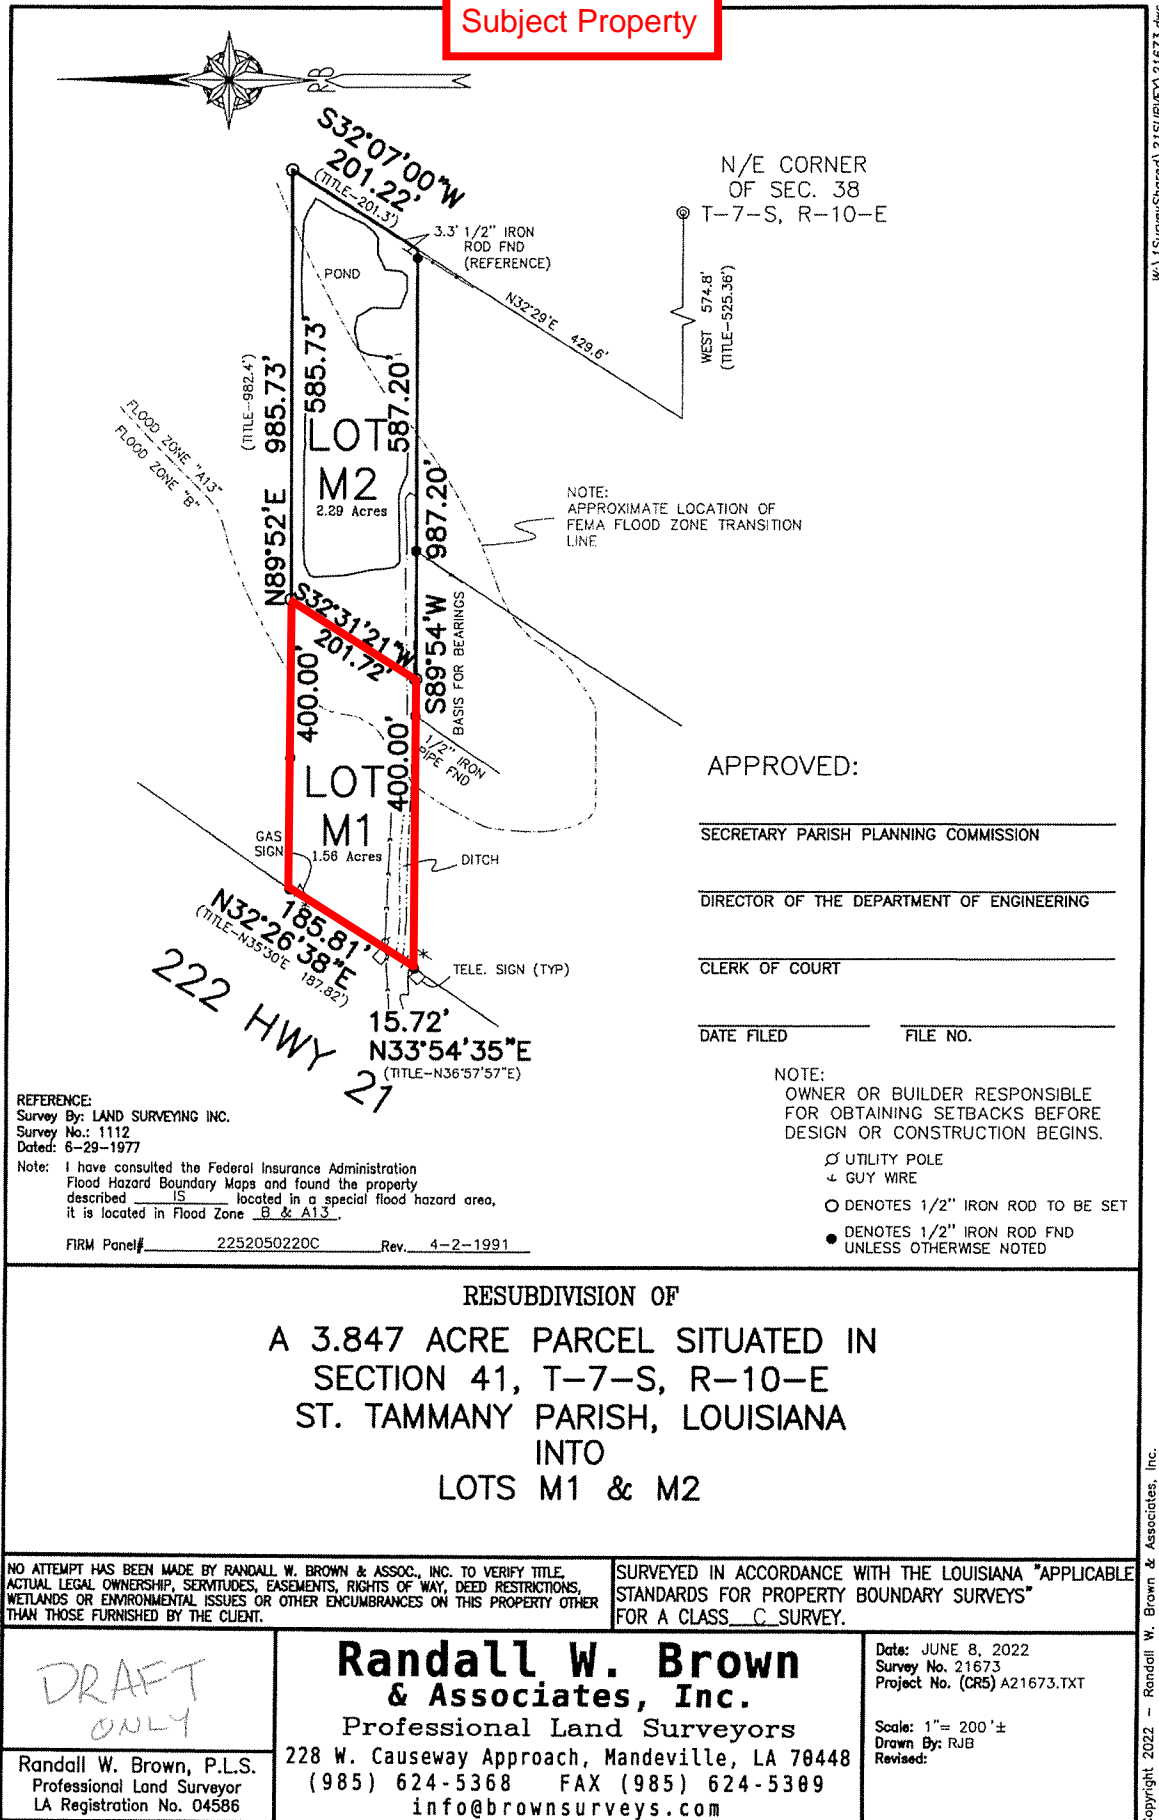 Subject Property
W:\1SurveyShared\21SURVEY\21673.dwg
RB
S32°07'00"W
201.22'
(TITLE-201.3')
N/E CORNER
OF SEC. 38
T-7-S, R-10-E
3.3' 1/2" IRON
ROD FND
(REFERENCE)
POND
N32°29'E 429.6'
WEST 574.8'
(TITLE-525.36')
N89°52'E 985.73'
(TITLE-982.4')
585.73'
587.20'
LOT
M2
2.29 Acres
FLOOD ZONE "A13"
FLOOD ZONE "B"
NOTE:
APPROXIMATE LOCATION OF
FEMA FLOOD ZONE TRANSITION
LINE
S89°54'W 987.20'
BASIS FOR BEARINGS
S32°31'21"W
201.72'
400.00'
400.00'
1/2" IRON
PIPE FND
LOT
M1
1.56 Acres
GAS
SIGN
DITCH
185.81'
N32°26'38"E
(TITLE-N35°30'E 187.82')
TELE. SIGN (TYP)
222 HWY 21
15.72'
N33°54'35"E
(TITLE-N36°57'57"E)
APPROVED:
SECRETARY PARISH PLANNING COMMISSION
DIRECTOR OF THE DEPARTMENT OF ENGINEERING
CLERK OF COURT
DATE FILED FILE NO.
NOTE:
OWNER OR BUILDER RESPONSIBLE
FOR OBTAINING SETBACKS BEFORE
DESIGN OR CONSTRUCTION BEGINS.
UTILITY POLE
GUY WIRE
DENOTES 1/2" IRON ROD TO BE SET
DENOTES 1/2" IRON ROD FND
UNLESS OTHERWISE NOTED
REFERENCE:
Survey By: LAND SURVEYING INC.
Survey No.: 1112
Dated: 6-29-1977
Note: I have consulted the Federal Insurance Administration
Flood Hazard Boundary Maps and found the property
described IS located in a special flood hazard area,
it is located in Flood Zone B & A13.
FIRM Panel# 2252050220C Rev. 4-2-1991
RESUBDIVISION OF
A 3.847 ACRE PARCEL SITUATED IN
SECTION 41, T-7-S, R-10-E
ST. TAMMANY PARISH, LOUISIANA
INTO
LOTS M1 & M2
NO ATTEMPT HAS BEEN MADE BY RANDALL W. BROWN & ASSOC., INC. TO VERIFY TITLE,
ACTUAL LEGAL OWNERSHIP, SERVITUDES, EASEMENTS, RIGHTS OF WAY, DEED RESTRICTIONS,
WETLANDS OR ENVIRONMENTAL ISSUES OR OTHER ENCUMBRANCES ON THIS PROPERTY OTHER
THAN THOSE FURNISHED BY THE CLIENT.
SURVEYED IN ACCORDANCE WITH THE LOUISIANA "APPLICABLE
STANDARDS FOR PROPERTY BOUNDARY SURVEYS"
FOR A CLASS C SURVEY.
DRAFT
ONLY
Randall W. Brown, P.L.S.
Professional Land Surveyor
LA Registration No. 04586
Randall W. Brown
& Associates, Inc.
Professional Land Surveyors
228 W. Causeway Approach, Mandeville, LA 70448
(985) 624-5368 FAX (985) 624-5309
info@brownsurveys.com
Date: JUNE 8, 2022
Survey No. 21673
Project No. (CR5) A21673.TXT
Scale: 1"= 200'±
Drawn By: RJB
Revised:
Copyright 2022 - Randall W. Brown & Associates, Inc.